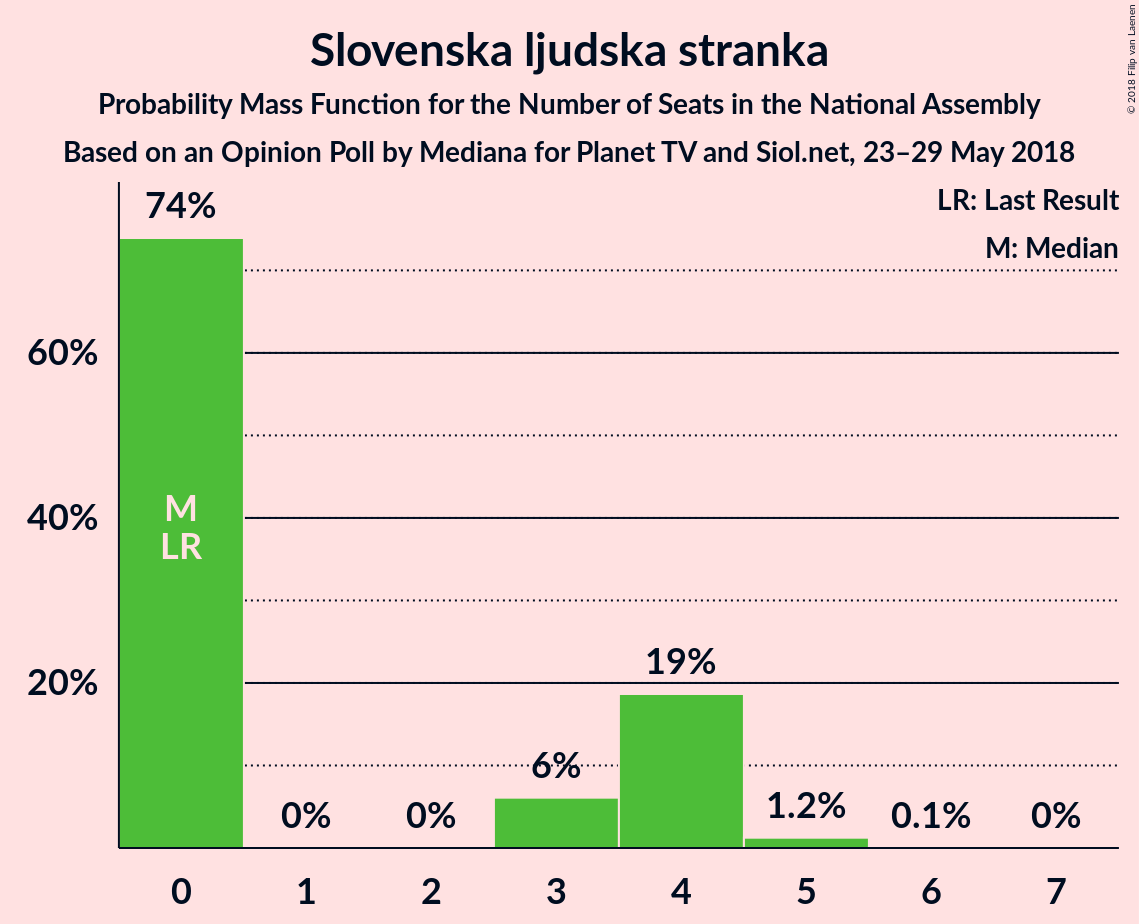 Slovenska ljudska stranka
Probability Mass Function for the Number of Seats in the National Assembly
Based on an Opinion Poll by Mediana for Planet TV and Siol.net, 23–29 May 2018
© 2018 Filip van Laenen
LR: Last Result
M: Median
74%
60%
40%
20%
M
LR
0%
0%
6%
19%
1.2%
0.1%
0%
0 1 2 3 4 5 6 7